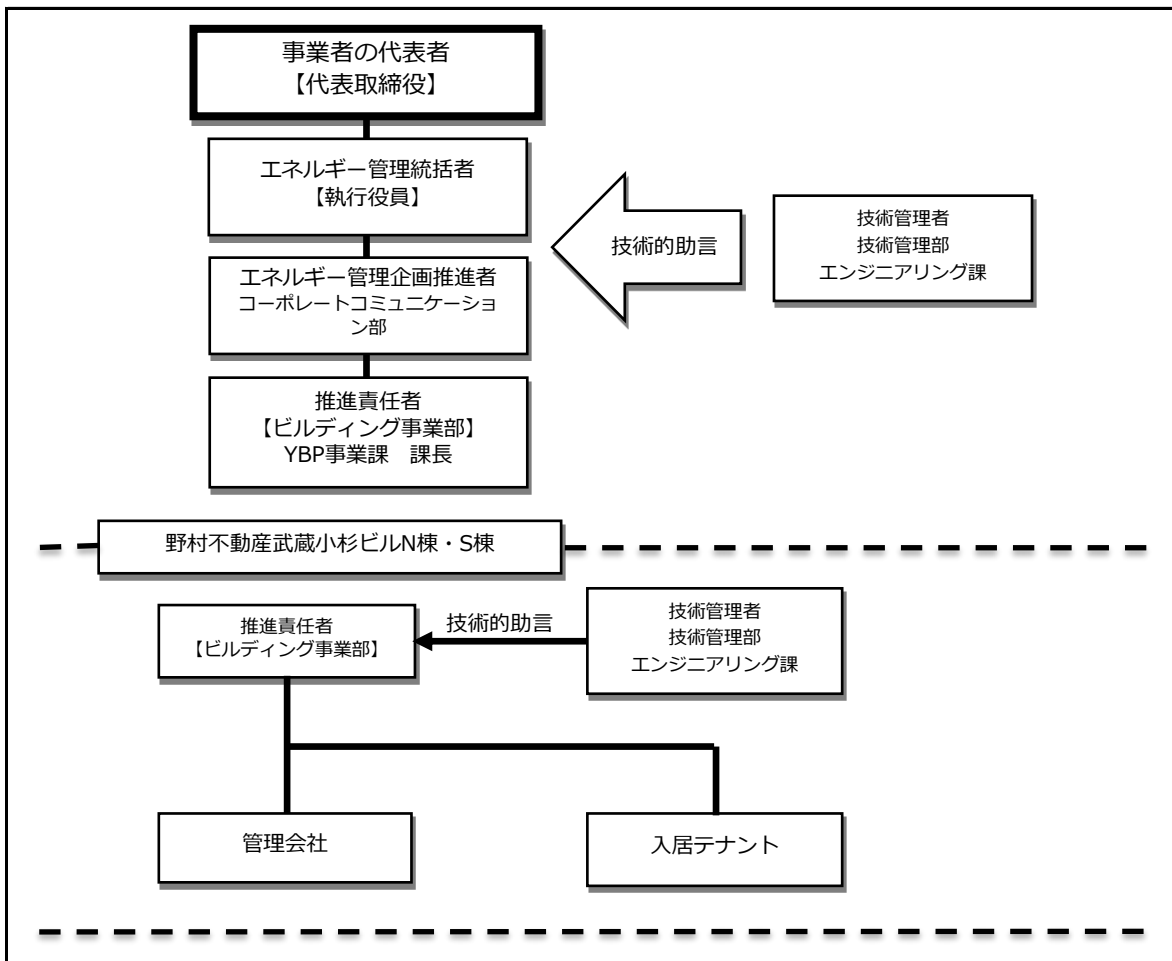 事業者の代表者
【代表取締役】
エネルギー管理統括者
【執行役員】
技術的助言
技術管理者
技術管理部
エンジニアリング課
エネルギー管理企画推進者
コーポレートコミュニケーショ
ン部
推進責任者
【ビルディング事業部】
YBP事業課　課長
野村不動産武蔵小杉ビルN棟・S棟
推進責任者
【ビルディング事業部】
技術的助言
技術管理者
技術管理部
エンジニアリング課
管理会社
入居テナント